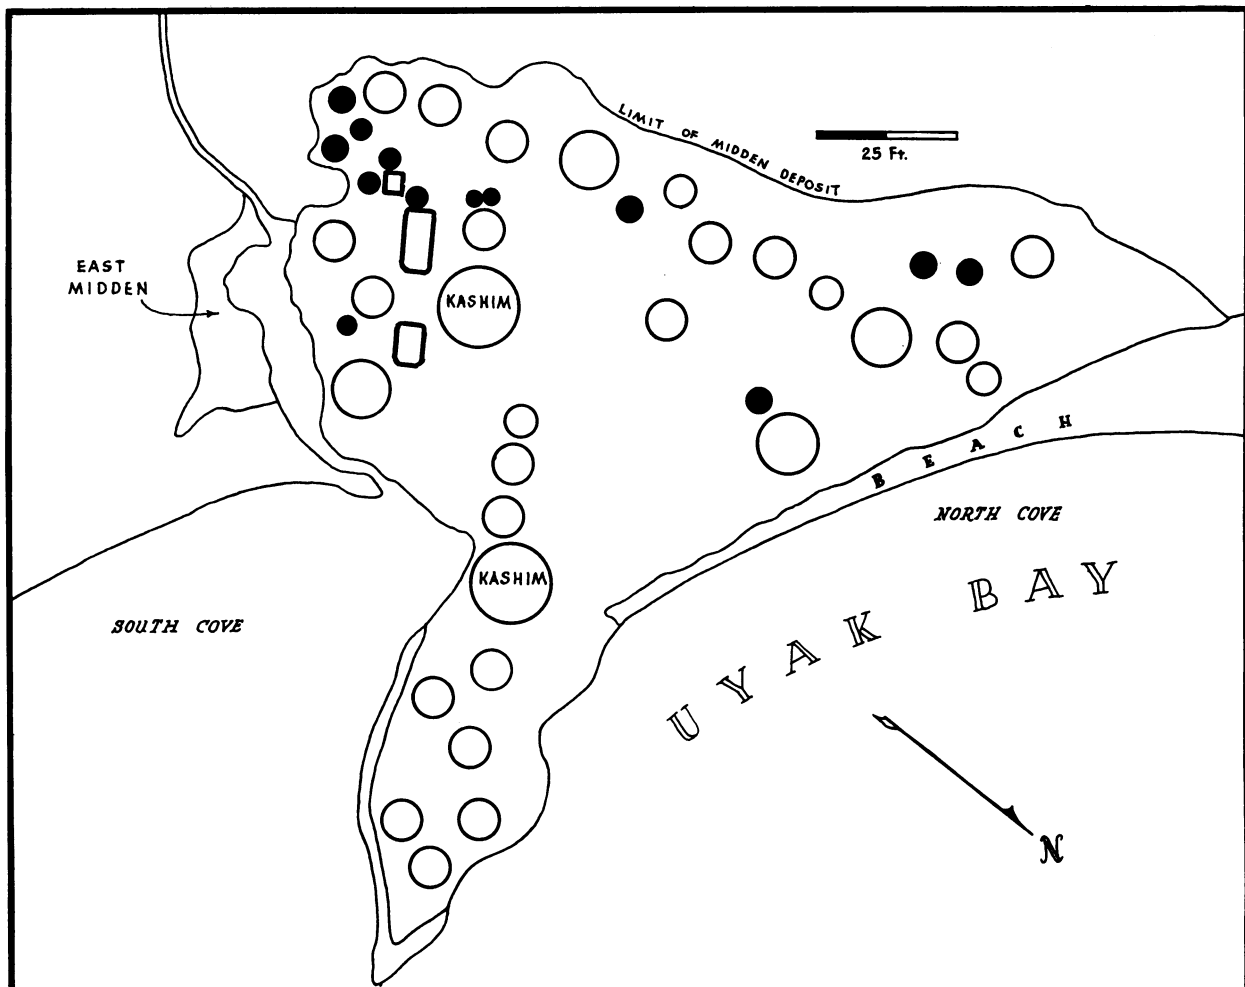 LIMIT OF MIDDEN DEPOSIT
25 Ft.
EAST
MIDDEN
KASHIM
BEACH
NORTH COVE
KASHIM
SOUTH COVE
UYAK BAY
N